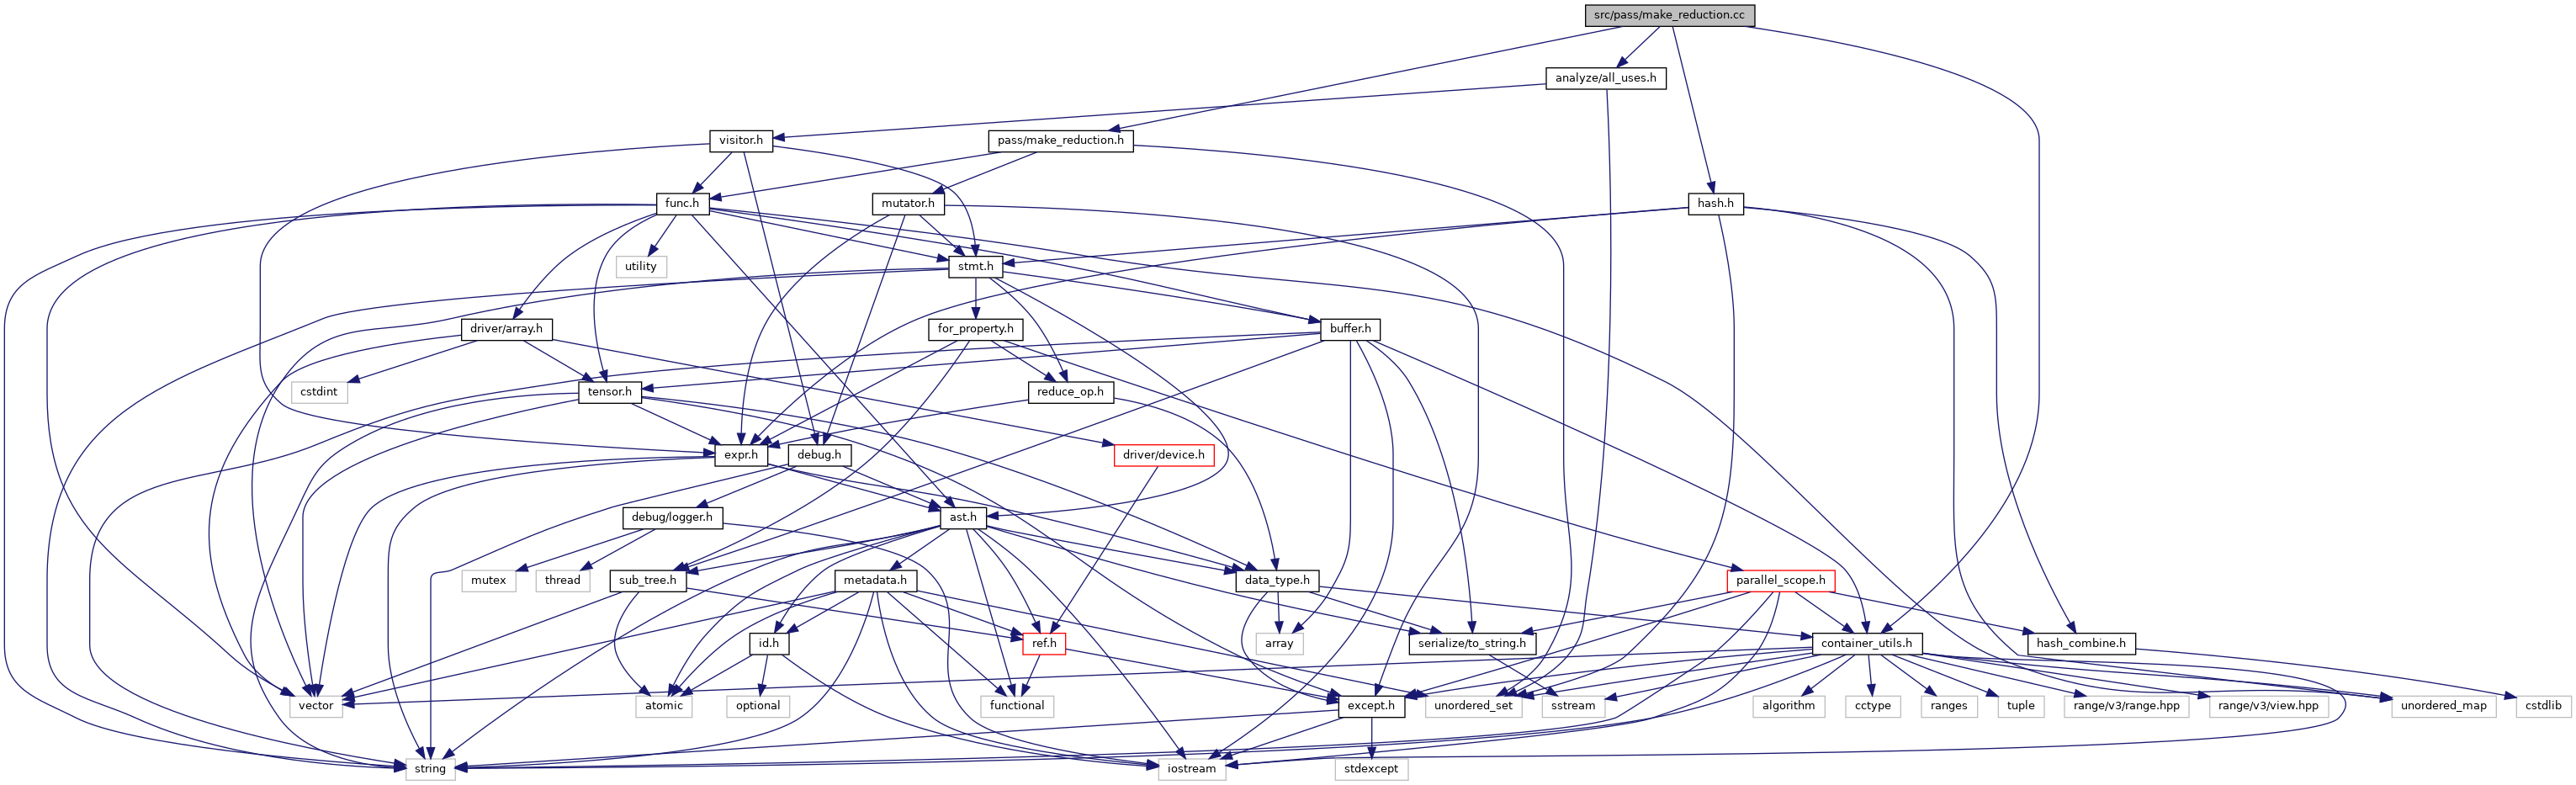 src/pass/make_reduction.cc
analyze/all_uses.h
visitor.h
pass/make_reduction.h
func.h
mutator.h
hash.h
utility
stmt.h
driver/array.h
for_property.h
buffer.h
cstdint
tensor.h
reduce_op.h
expr.h
debug.h
driver/device.h
debug/logger.h
ast.h
mutex
thread
sub_tree.h
metadata.h
data_type.h
parallel_scope.h
id.h
ref.h
array
serialize/to_string.h
container_utils.h
hash_combine.h
vector
atomic
optional
functional
except.h
unordered_set
sstream
algorithm
cctype
ranges
tuple
range/v3/range.hpp
range/v3/view.hpp
unordered_map
cstdlib
string
iostream
stdexcept